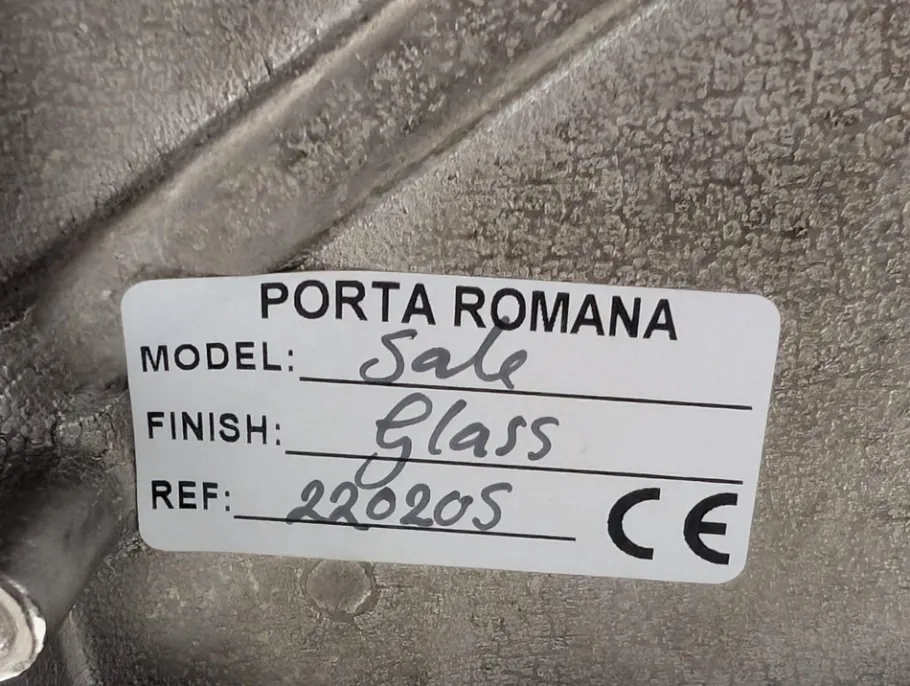 PORTA ROMANA
MODEL: Sale
FINISH: Glass
REF: 220205
CE